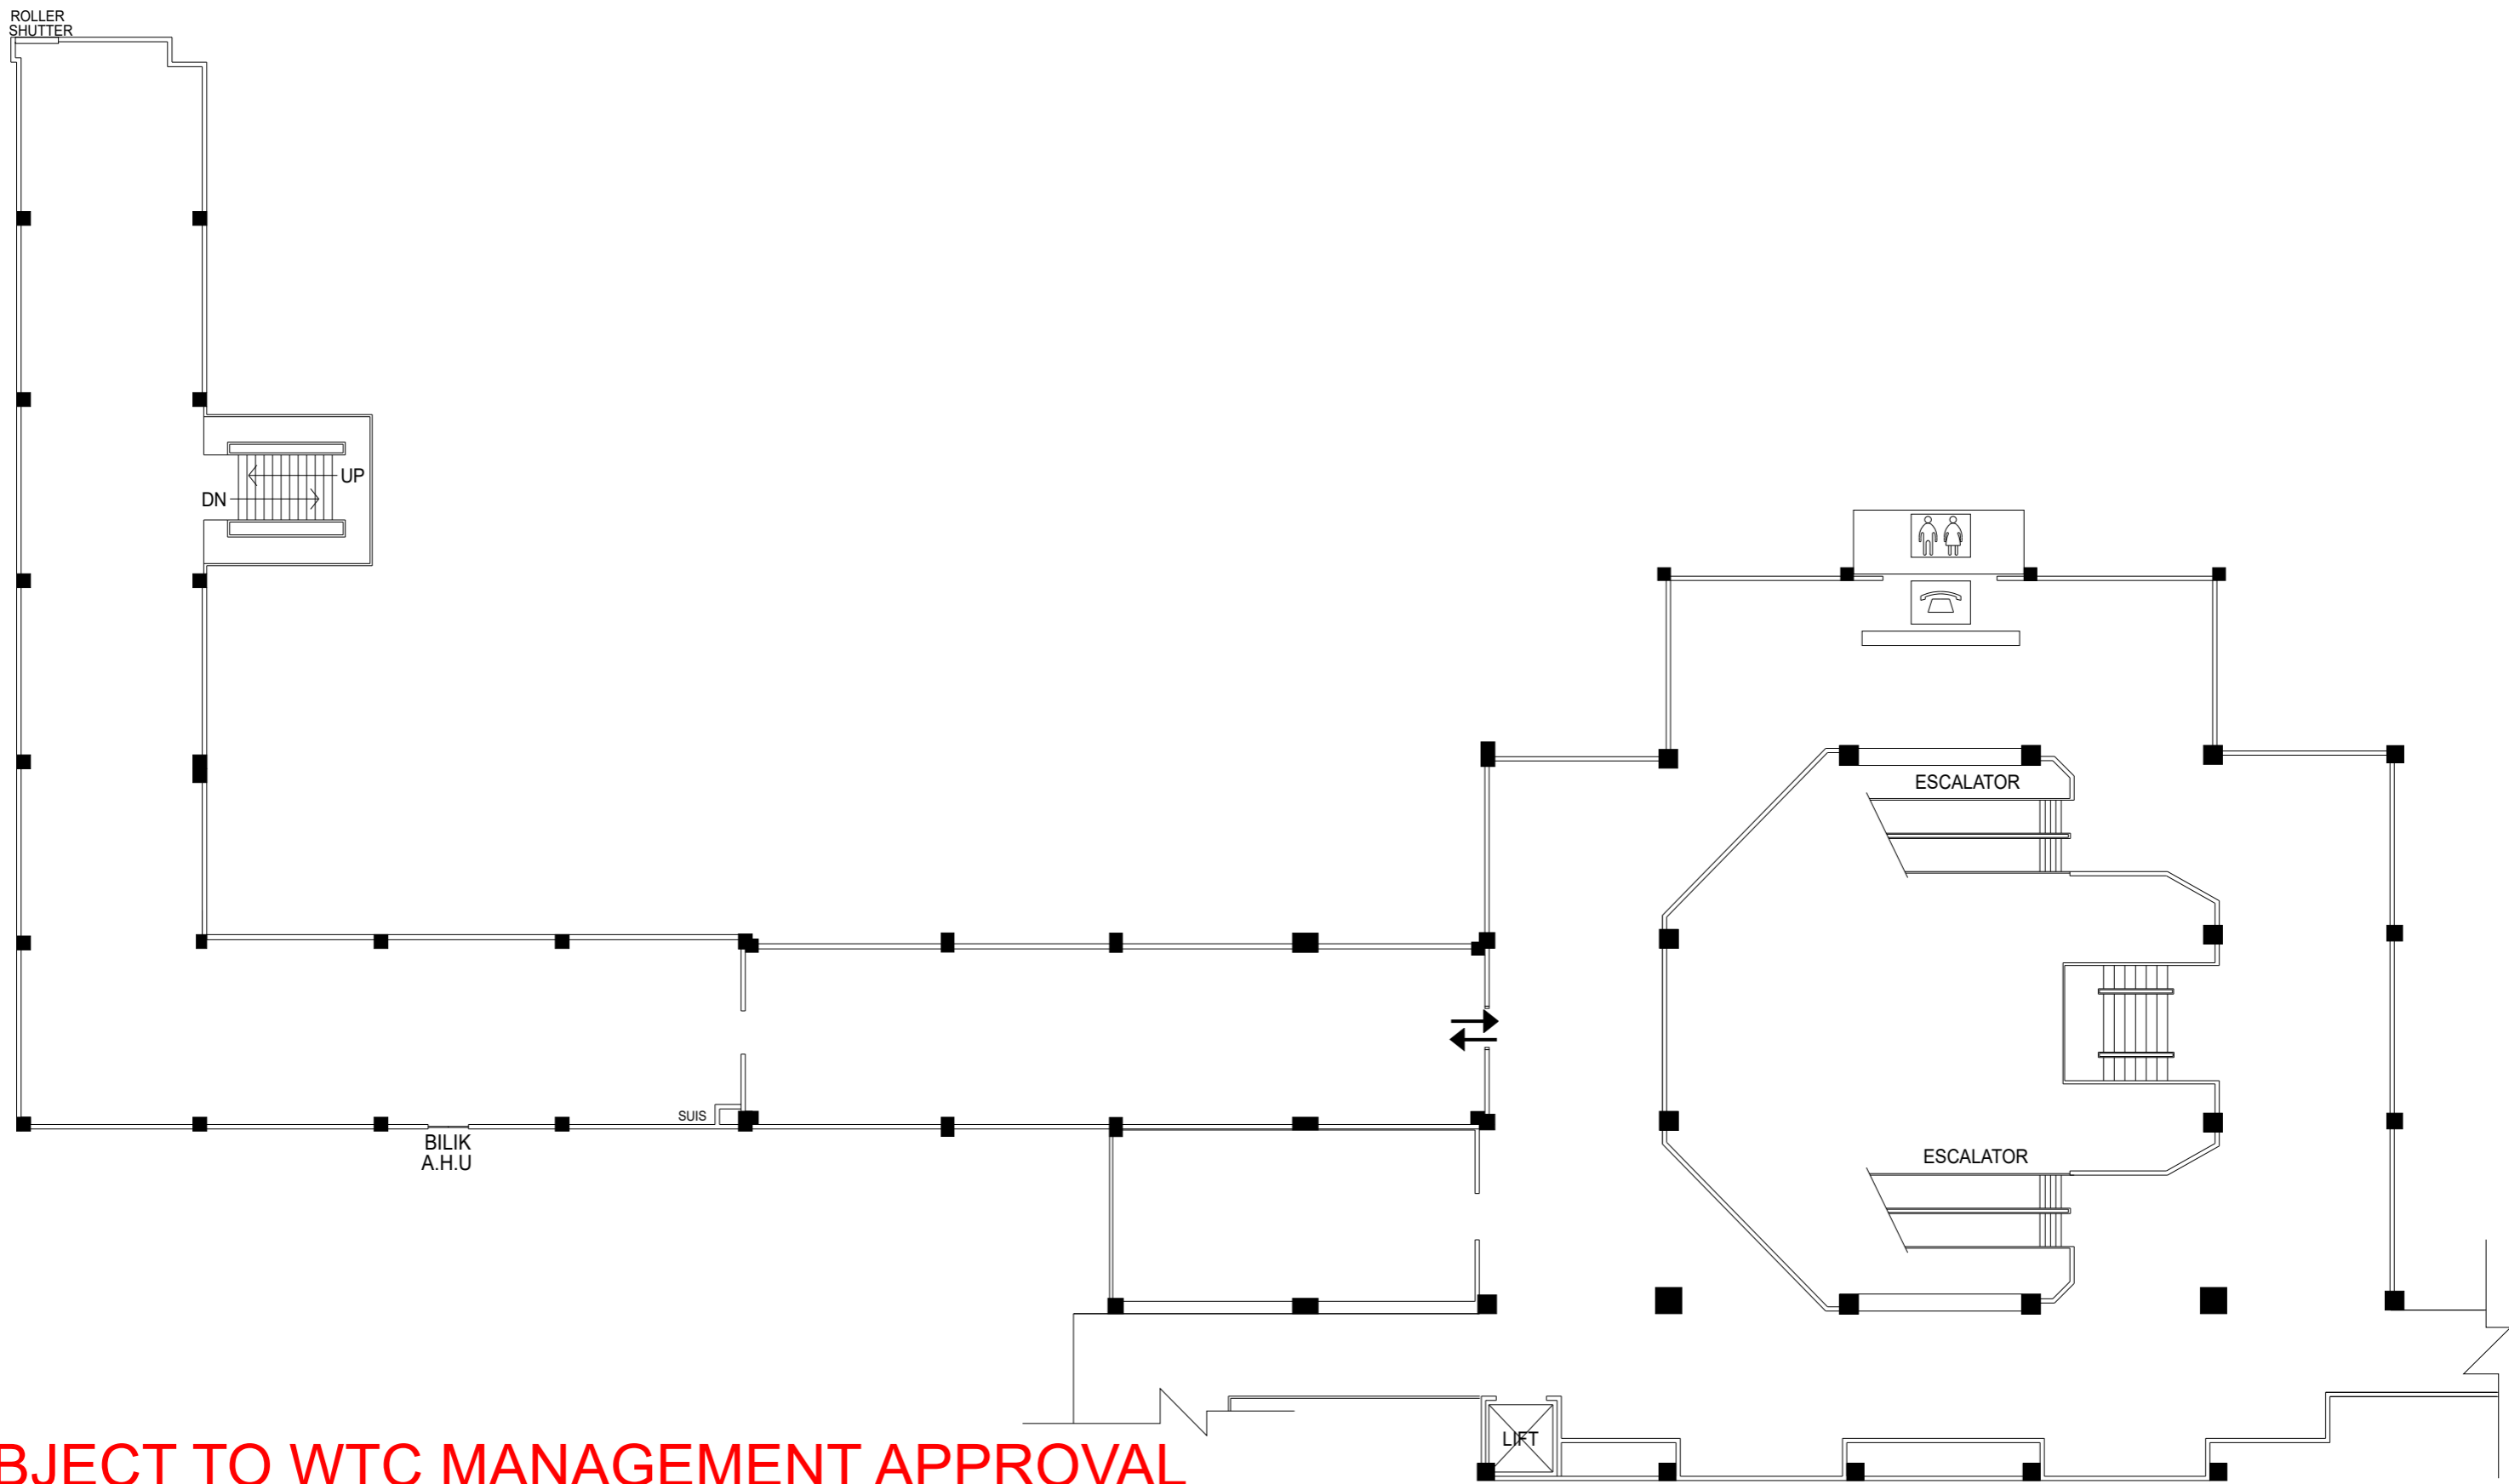 ROLLER
SHUTTER
UP
DN
ESCALATOR
SUIS
BILIK
A.H.U
ESCALATOR
LIFT
BJECT TO WTC MANAGEMENT APPROVAL